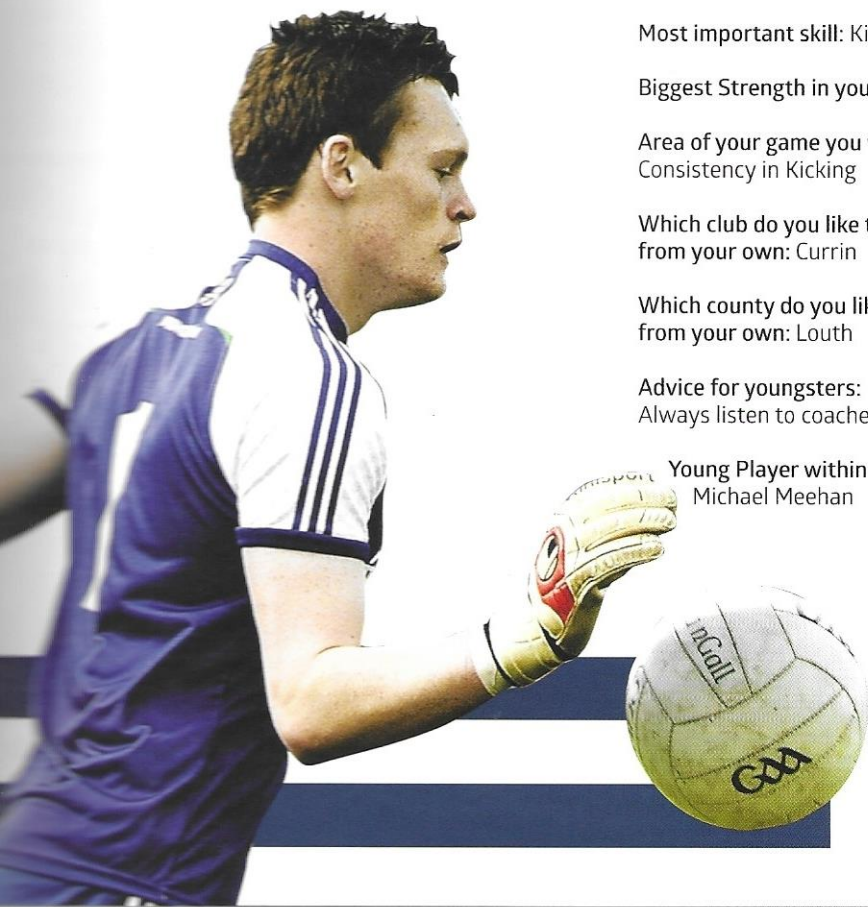 Most important skill: Ki
Biggest Strength in you
Area of your game you
Consistency in Kicking
Which club do you like t
from your own: Currin
Which county do you lik
from your own: Louth
Advice for youngsters:
Always listen to coache
Young Player within
Michael Meehan
1
nGall
GAA